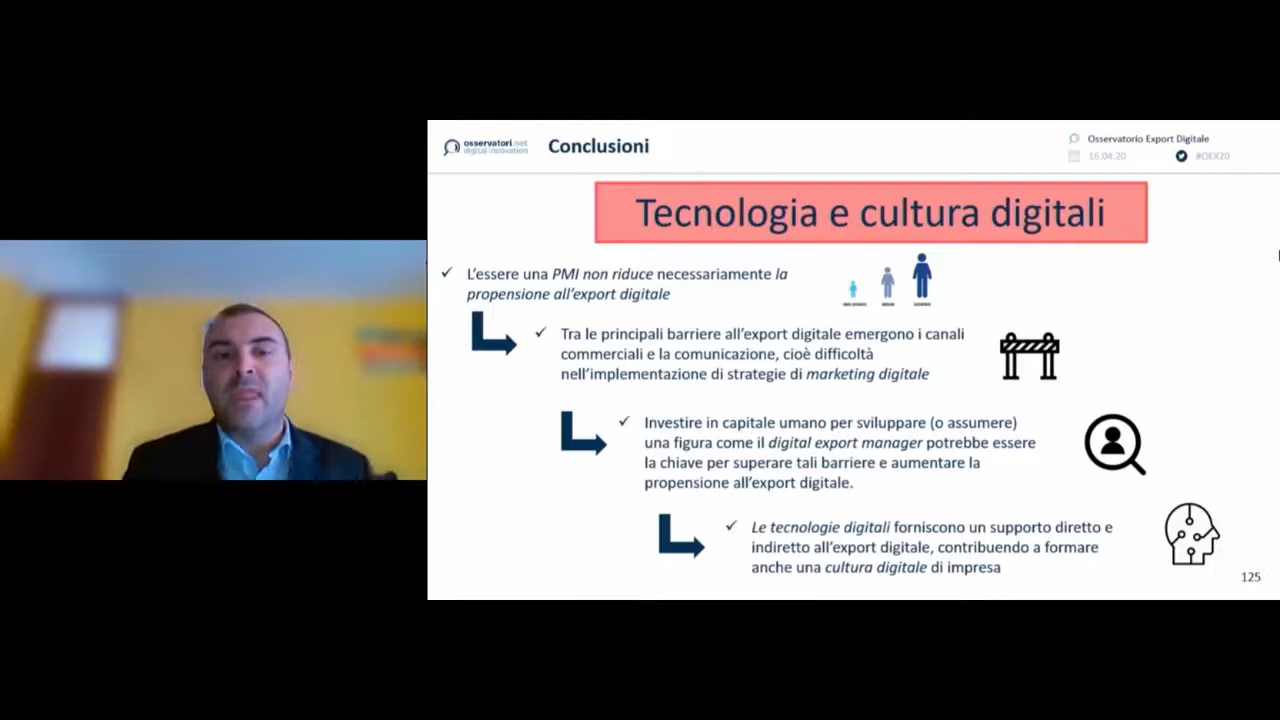 osservatori.net
digital innovation
Conclusioni
Osservatorio Export Digitale
16.04.20
#OEX20
Tecnologia e cultura digitali
✓ L'essere una PMI non riduce necessariamente la
propensione all'export digitale
✓ Tra le principali barriere all'export digitale emergono i canali
commerciali e la comunicazione, cioè difficoltà
nell'implementazione di strategie di marketing digitale
✓ Investire in capitale umano per sviluppare (o assumere)
una figura come il digital export manager potrebbe essere
la chiave per superare tali barriere e aumentare la
propensione all'export digitale.
✓ Le tecnologie digitali forniscono un supporto diretto e
indiretto all'export digitale, contribuendo a formare
anche una cultura digitale di impresa
125